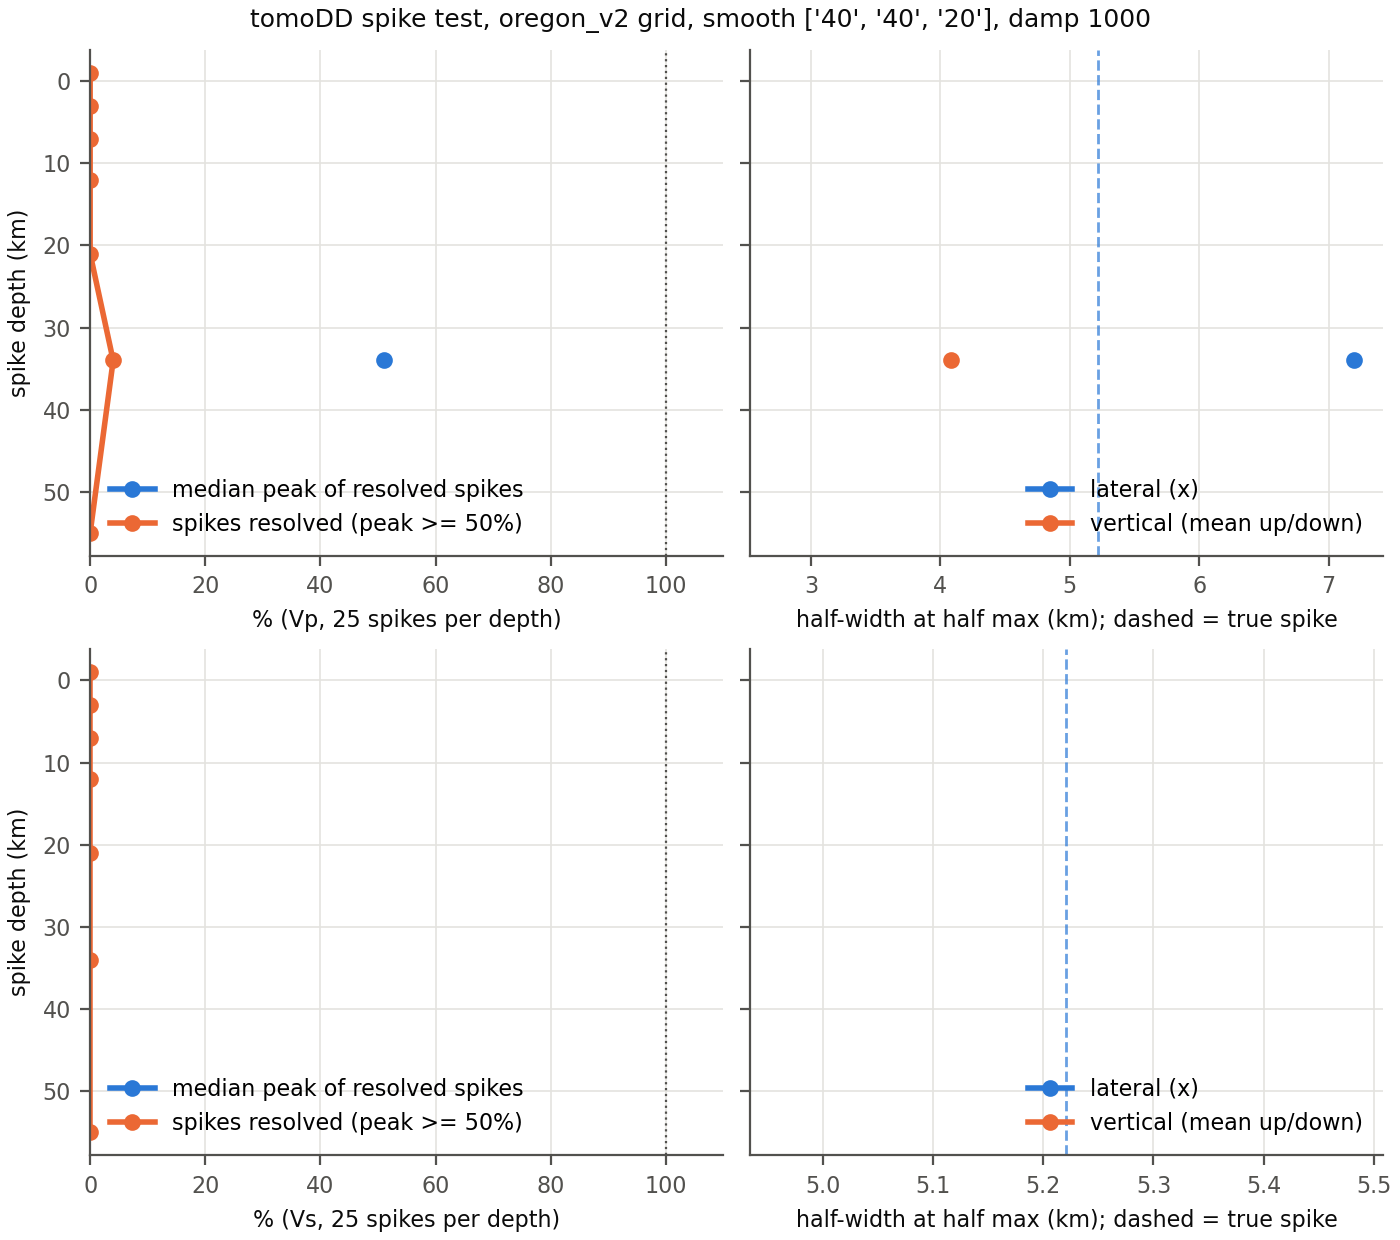 tomoDD spike test, oregon_v2 grid, smooth ['40', '40', '20'], damp 1000
spike depth (km)
0
10
20
30
40
50
median peak of resolved spikes
spikes resolved (peak >= 50%)
0 20 40 60 80 100
% (Vp, 25 spikes per depth)
lateral (x)
vertical (mean up/down)
3 4 5 6 7
half-width at half max (km); dashed = true spike
spike depth (km)
0
10
20
30
40
50
median peak of resolved spikes
spikes resolved (peak >= 50%)
0 20 40 60 80 100
% (Vs, 25 spikes per depth)
lateral (x)
vertical (mean up/down)
5.0 5.1 5.2 5.3 5.4 5.5
half-width at half max (km); dashed = true spike